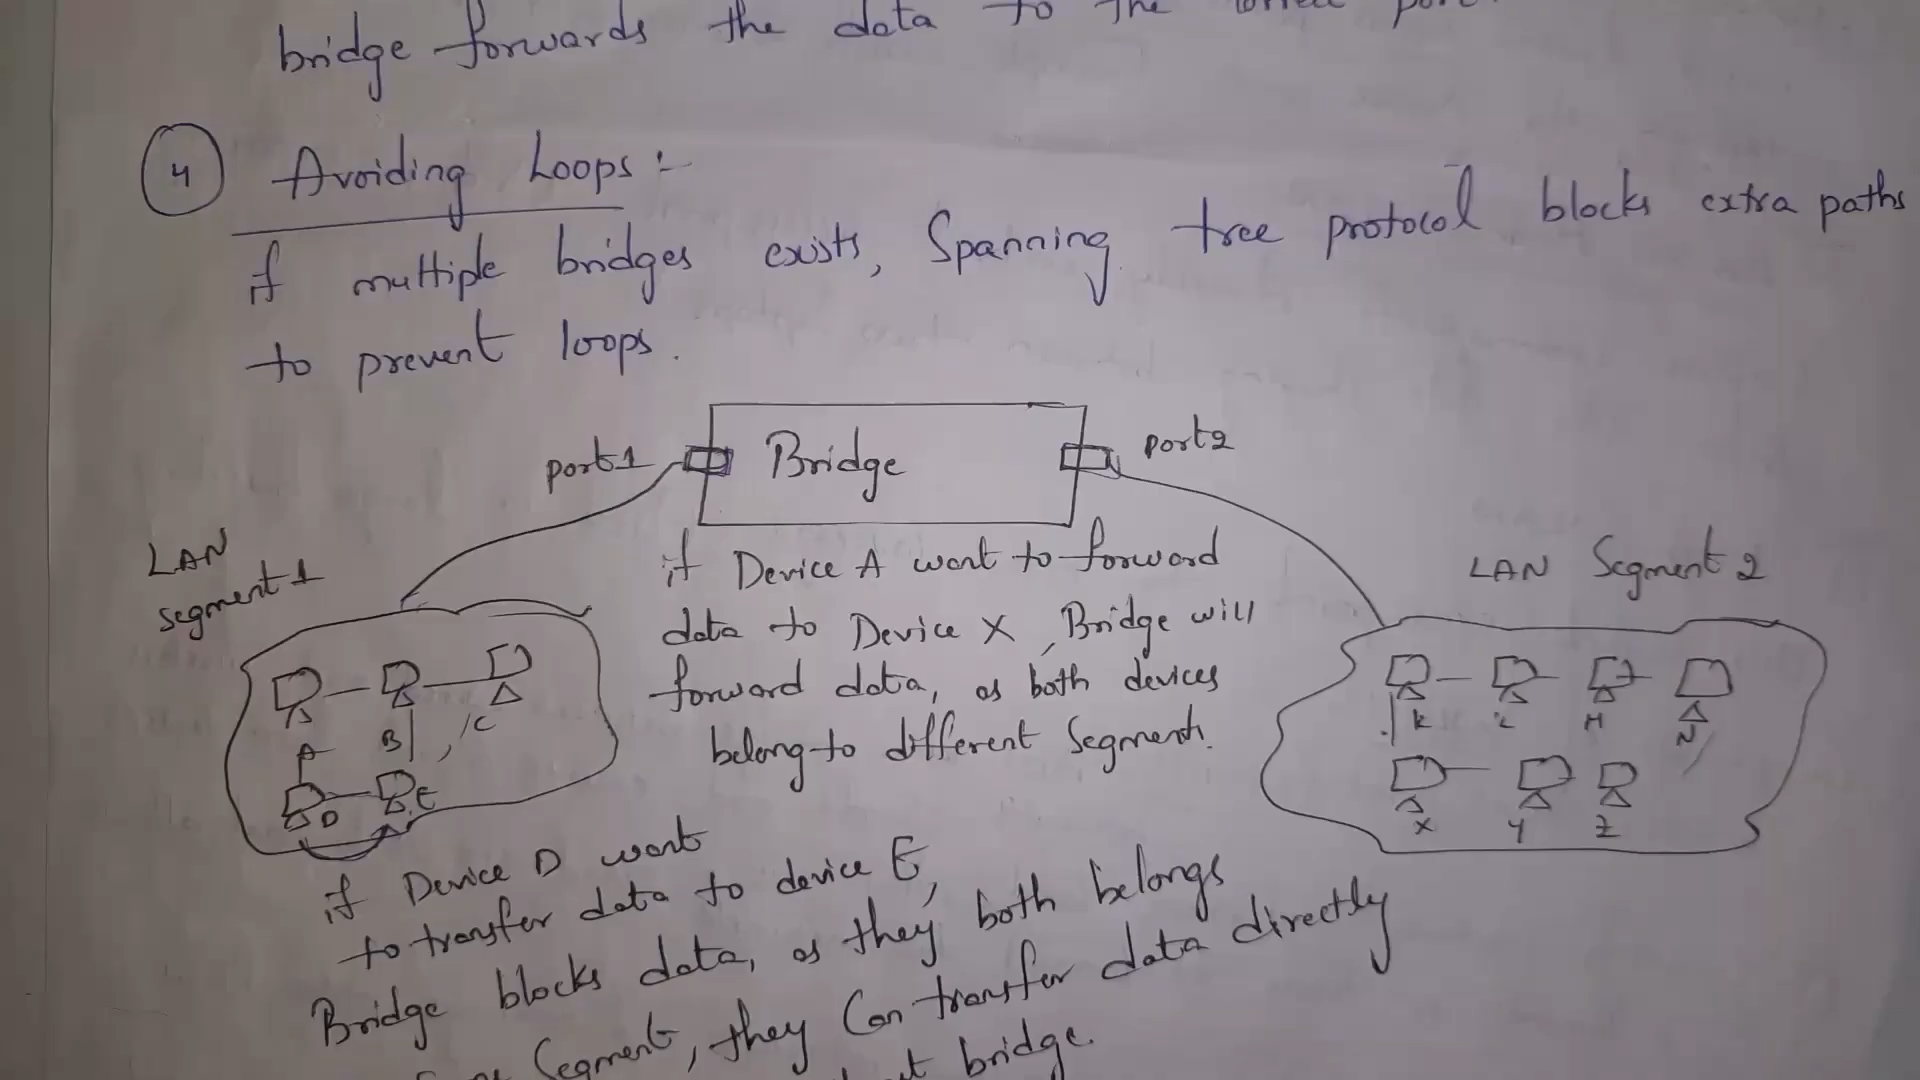 bridge forwards the data to the correct port.
4 Avoiding Loops :-
if multiple bridges exists, Spanning tree protocol blocks extra paths
to prevent loops.
port1 Bridge port2
LAN
segment 1
LAN Segment 2
if Device A want to forward
data to Device X, Bridge will
forward data, as both devices
belong to different Segments.
A B C
D E
K L M N
X Y Z
if Device D want
to transfer data to device E,
Bridge blocks data, as they both belongs
Segment, they Can transfer data directly
bridge.